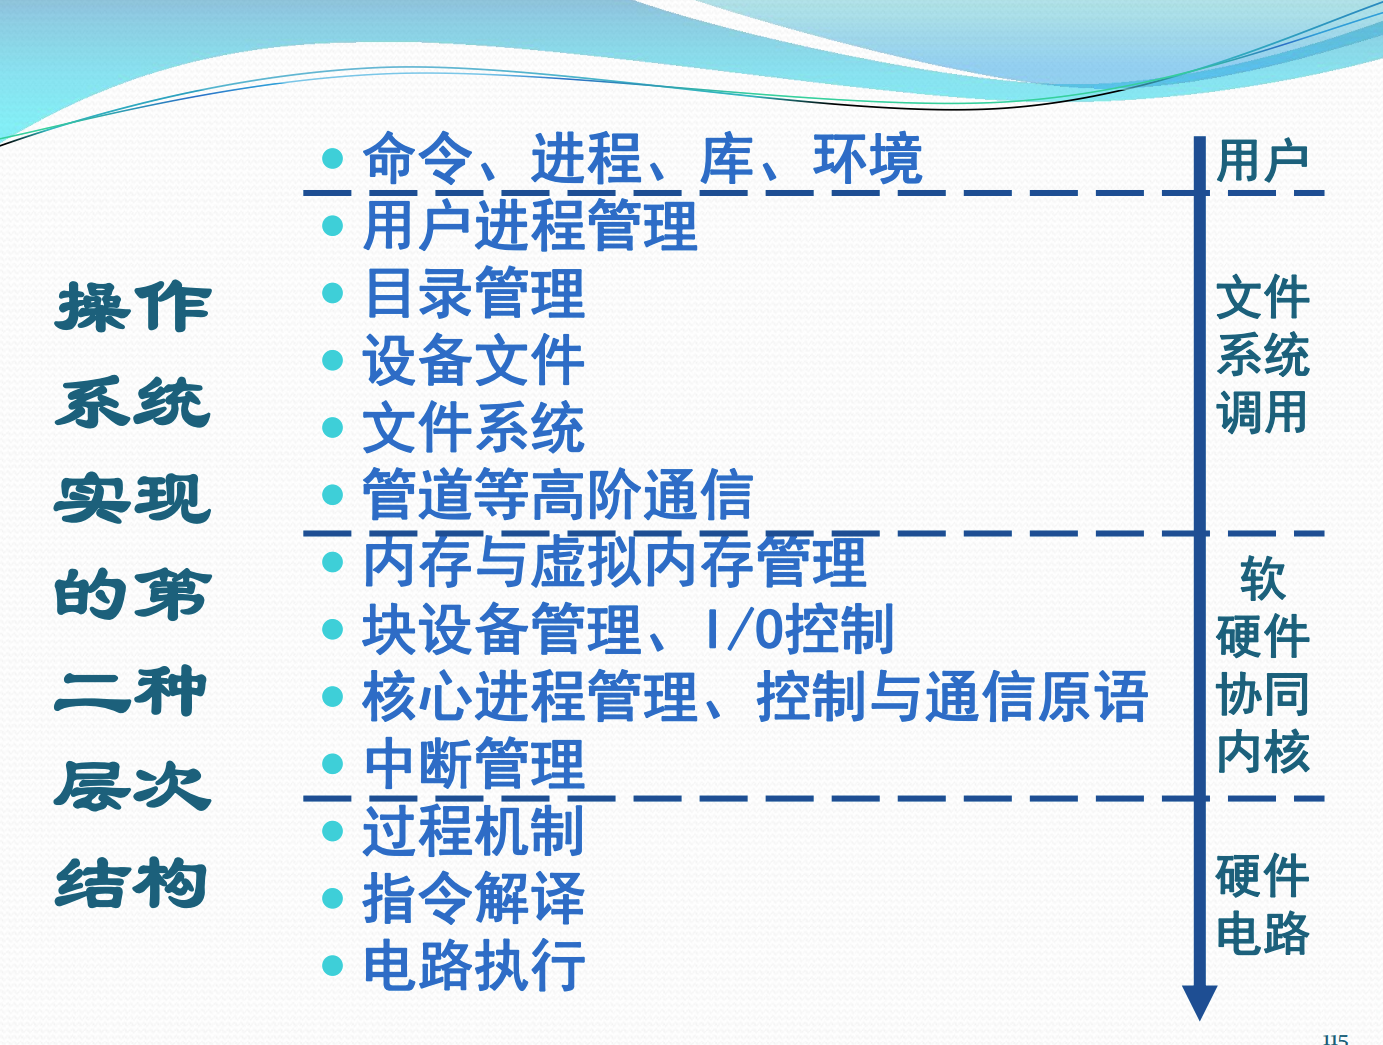 操作
系统
实现
的第
二种
层次
结构
命令、进程、库、环境
用户进程管理
目录管理
设备文件
文件系统
管道等高阶通信
内存与虚拟内存管理
块设备管理、I/O控制
核心进程管理、控制与通信原语
中断管理
过程机制
指令解译
电路执行
用户
文件
系统
调用
软
硬件
协同
内核
硬件
电路
115